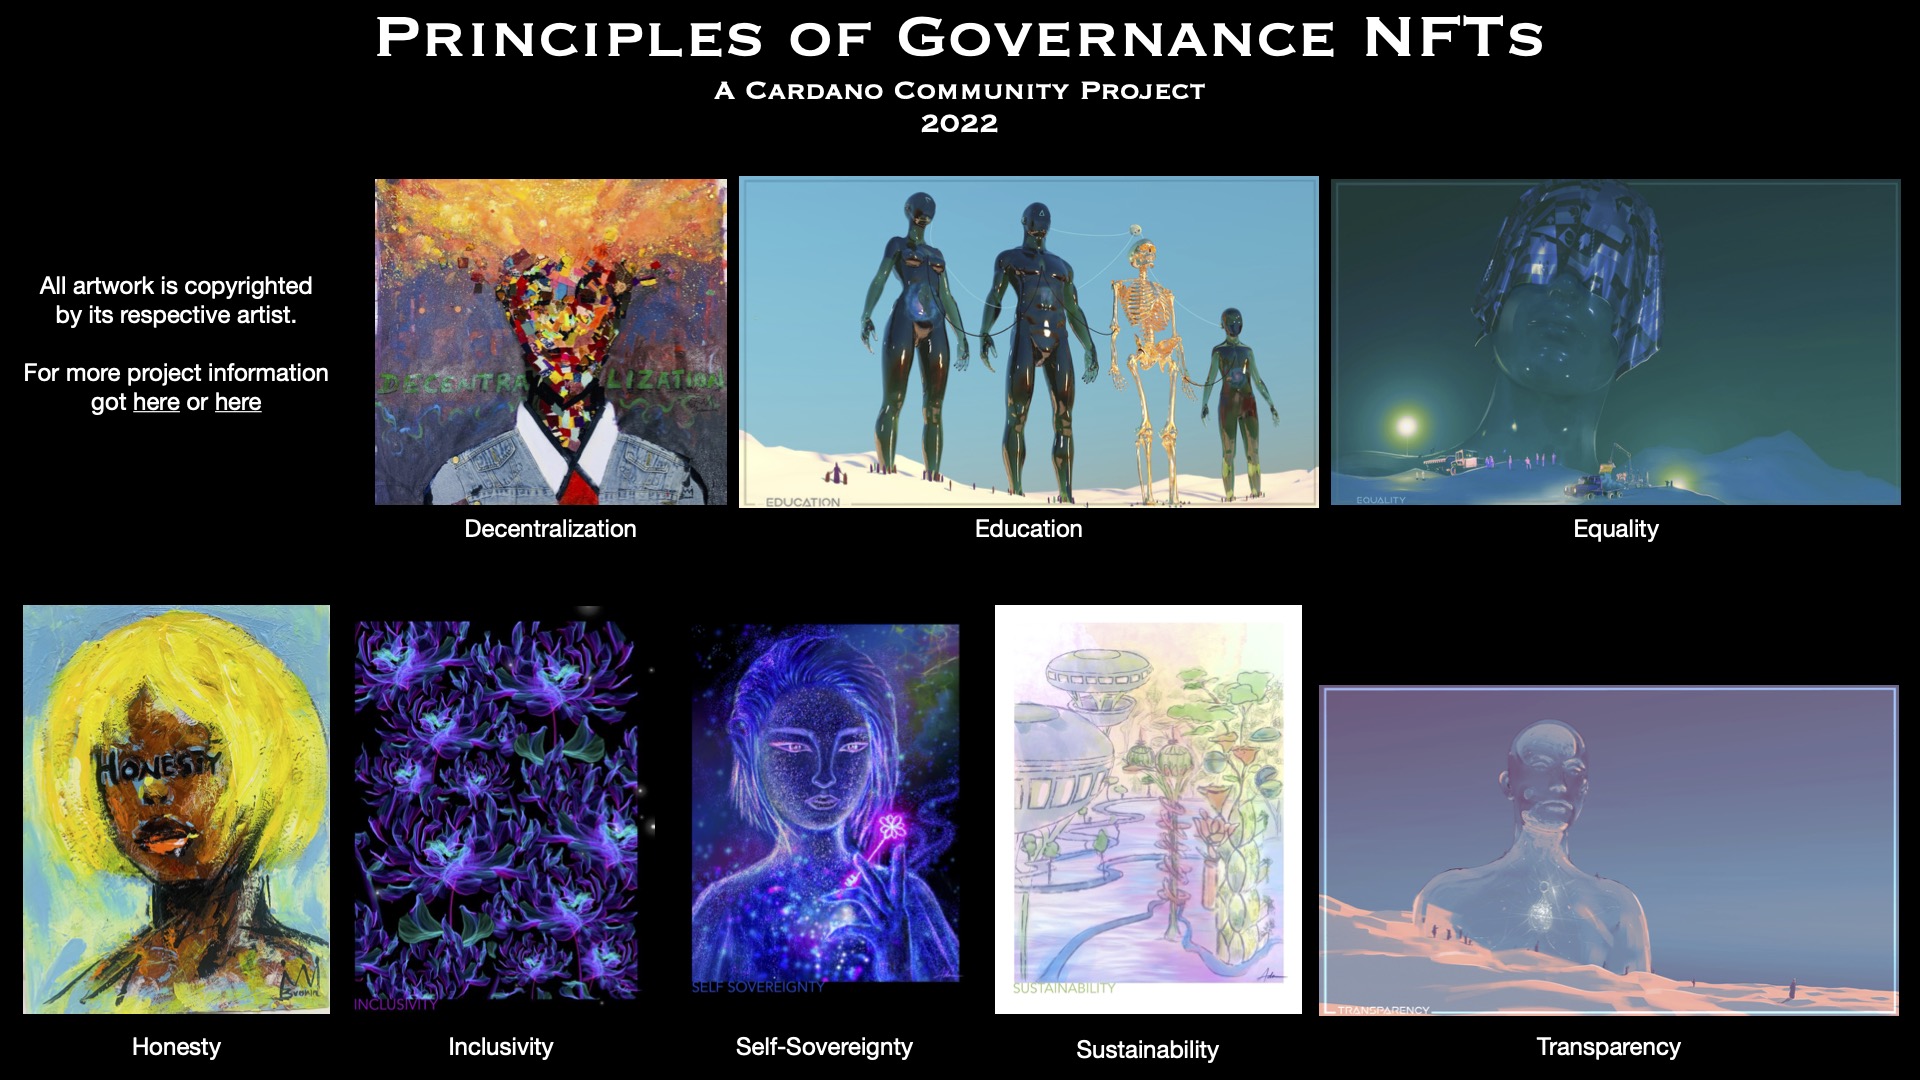 PRINCIPLES OF GOVERNANCE NFTS
A CARDANO COMMUNITY PROJECT
2022
All artwork is copyrighted
by its respective artist.
For more project information
got here or here
DECENTRALIZATION
Decentralization
EDUCATION
Education
EQUALITY
Equality
HONESTY
Honesty
INCLUSIVITY
Inclusivity
SELF SOVEREIGNTY
Self-Sovereignty
SUSTAINABILITY
Sustainability
TRANSPARENCY
Transparency